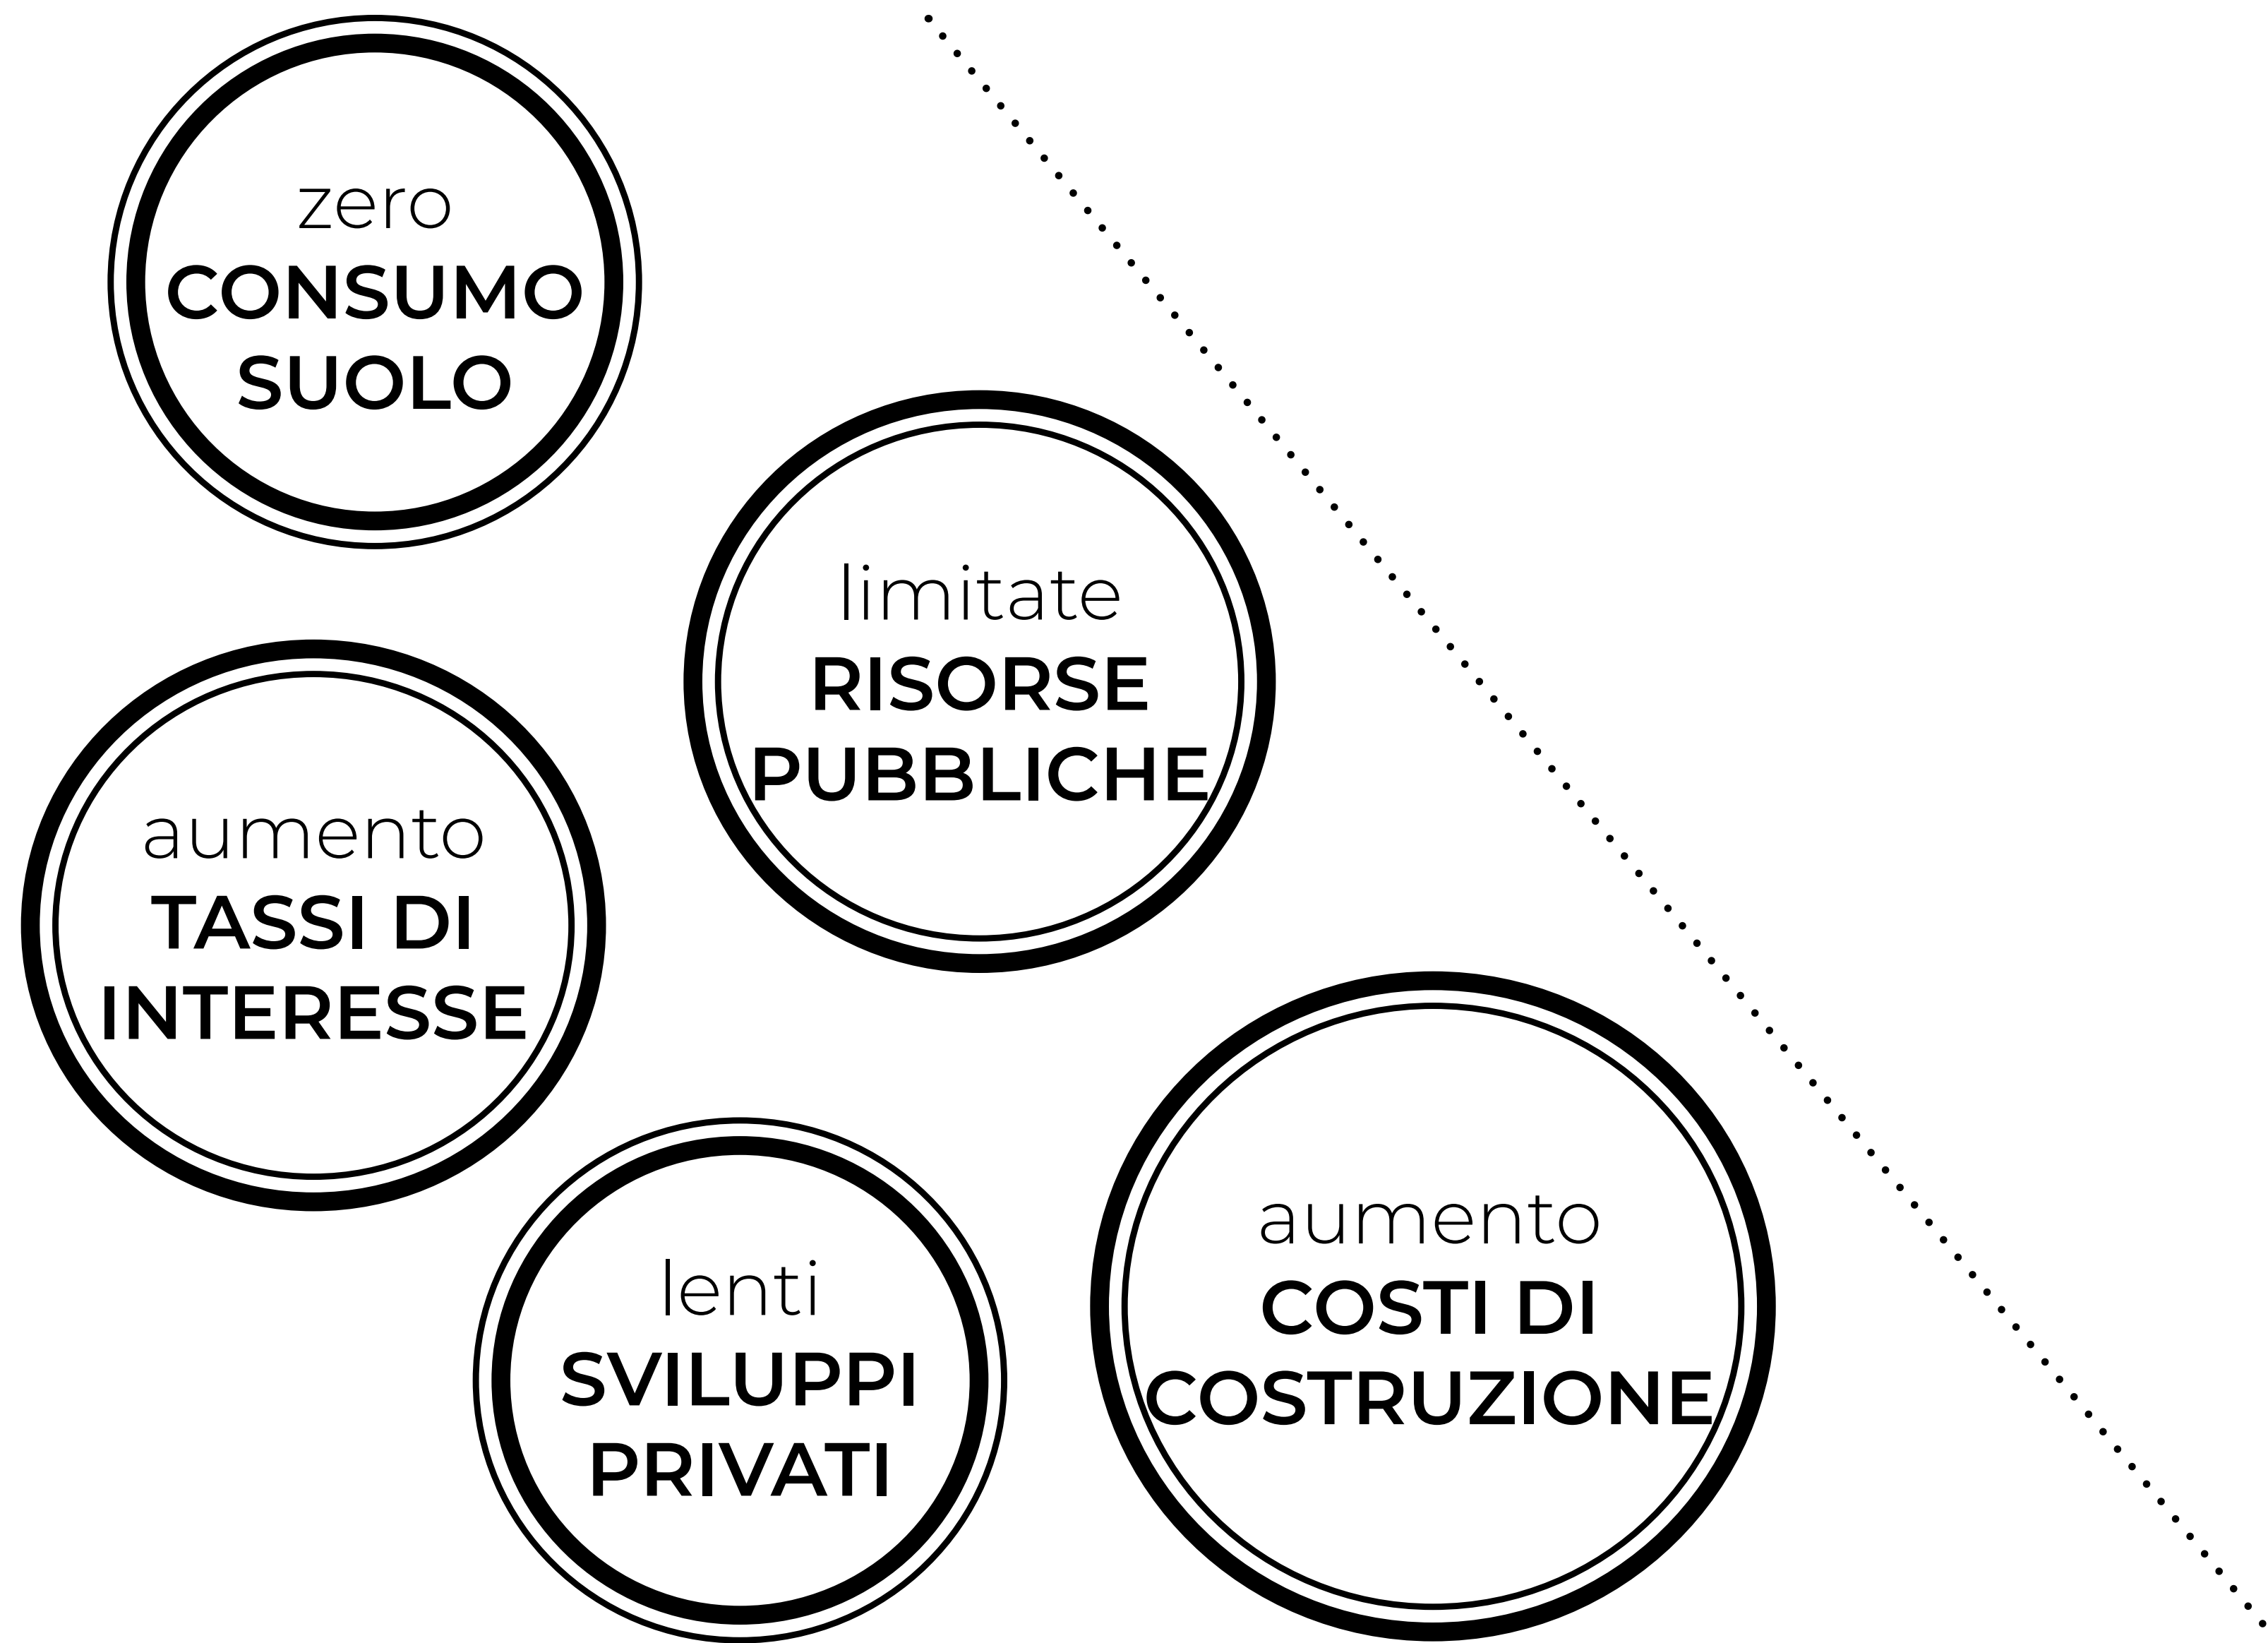 zero
CONSUMO
SUOLO
limitate
RISORSE
PUBBLICHE
aumento
TASSI DI
INTERESSE
lenti
SVILUPPI
PRIVATI
aumento
COSTI DI
COSTRUZIONE